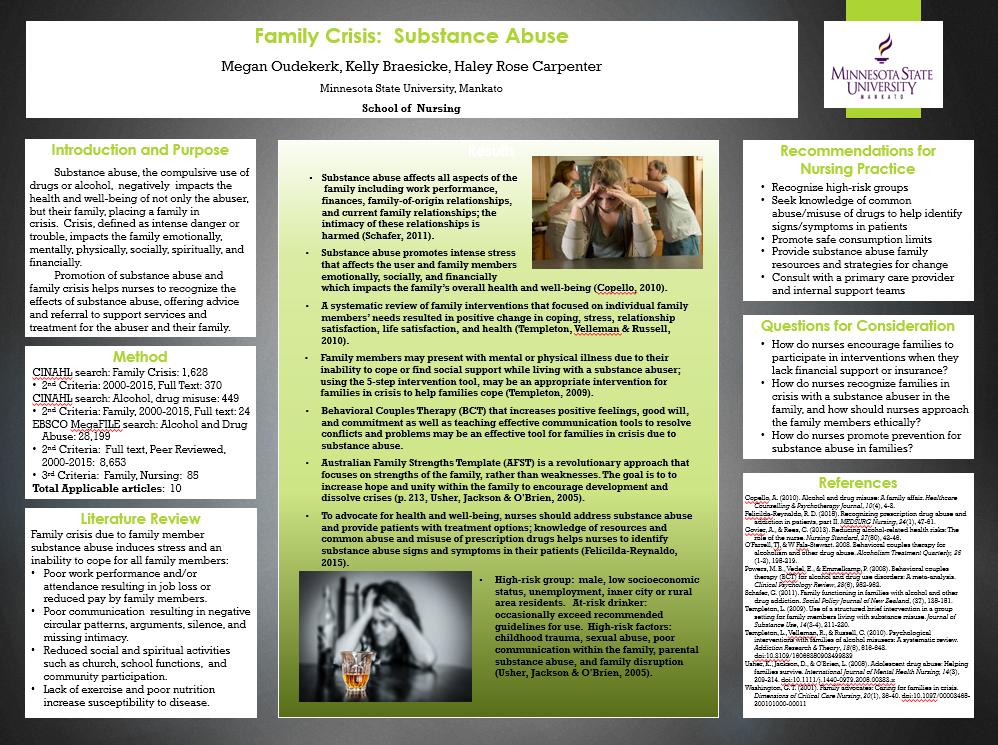 Family Crisis: Substance Abuse
Megan Oudekerk, Kelly Braesicke, Haley Rose Carpenter
Minnesota State University, Mankato
School of Nursing
MINNESOTA STATE
UNIVERSITY
MANKATO
Introduction and Purpose
Substance abuse, the compulsive use of
drugs or alcohol, negatively impacts the
health and well-being of not only the abuser,
but their family, placing a family in
crisis. Crisis, defined as intense danger or
trouble, impacts the family emotionally,
mentally, physically, socially, spiritually, and
financially.
Promotion of substance abuse and
family crisis helps nurses to recognize the
effects of substance abuse, offering advice
and referral to support services and
treatment for the abuser and their family.
Method
CINAHL search: Family Crisis: 1,628
• 2nd Criteria: 2000-2015, Full Text: 370
CINAHL search: Alcohol, drug misuse: 449
• 2nd Criteria: Family, 2000-2015, Full text: 24
EBSCO MegaFILE search: Alcohol and Drug
Abuse: 28,199
• 2nd Criteria: Full text, Peer Reviewed,
2000-2015: 8,653
• 3rd Criteria: Family, Nursing: 85
Total Applicable articles: 10
Literature Review
Family crisis due to family member
substance abuse induces stress and an
inability to cope for all family members:
• Poor work performance and/or
attendance resulting in job loss or
reduced pay by family members.
• Poor communication resulting in negative
circular patterns, arguments, silence, and
missing intimacy.
• Reduced social and spiritual activities
such as church, school functions, and
community participation.
• Lack of exercise and poor nutrition
increase susceptibility to disease.
Results
• Substance abuse affects all aspects of the
family including work performance,
finances, family-of-origin relationships,
and current family relationships; the
intimacy of these relationships is
harmed (Schafer, 2011).
• Substance abuse promotes intense stress
that affects the user and family members
emotionally, socially, and financially
which impacts the family's overall health and well-being (Copello, 2010).
• A systematic review of family interventions that focused on individual family
members' needs resulted in positive change in coping, stress, relationship
satisfaction, life satisfaction, and health (Templeton, Velleman & Russell,
2010).
• Family members may present with mental or physical illness due to their
inability to cope or find social support while living with a substance abuser;
using the 5-step intervention tool, may be an appropriate intervention for
families in crisis to help families cope (Templeton, 2009).
• Behavioral Couples Therapy (BCT) that increases positive feelings, good will,
and commitment as well as teaching effective communication tools to resolve
conflicts and problems may be an effective tool for families in crisis due to
substance abuse.
• Australian Family Strengths Template (AFST) is a revolutionary approach that
focuses on strengths of the family, rather than weaknesses. The goal is to to
increase hope and unity within the family to encourage development and
dissolve crises (p. 213, Usher, Jackson & O'Brien, 2005).
• To advocate for health and well-being, nurses should address substance abuse
and provide patients with treatment options; knowledge of resources and
common abuse and misuse of prescription drugs helps nurses to identify
substance abuse signs and symptoms in their patients (Felicilda-Reynaldo,
2015).
• High-risk group: male, low socioeconomic
status, unemployment, inner city or rural
area residents. At-risk drinker:
occasionally exceed recommended
guidelines for use. High-risk factors:
childhood trauma, sexual abuse, poor
communication within the family, parental
substance abuse, and family disruption
(Usher, Jackson & O'Brien, 2005).
Recommendations for
Nursing Practice
• Recognize high-risk groups
• Seek knowledge of common
abuse/misuse of drugs to help identify
signs/symptoms in patients
• Promote safe consumption limits
• Provide substance abuse family
resources and strategies for change
• Consult with a primary care provider
and internal support teams
Questions for Consideration
• How do nurses encourage families to
participate in interventions when they
lack financial support or insurance?
• How do nurses recognize families in
crisis with a substance abuser in the
family, and how should nurses approach
the family members ethically?
• How do nurses promote prevention for
substance abuse in families?
References
Copello, A. (2010). Alcohol and drug misuse: A family affair. Healthcare
Counselling & Psychotherapy Journal, 10(4), 4-8.
Felicilda-Reynaldo, R. D. (2015). Recognizing prescription drug abuse and
addiction in patients, part II. MEDSURG Nursing, 24(1), 47-51.
Govier, A., & Rees, C. (2013). Reducing alcohol-related health risks: The
role of the nurse. Nursing Standard, 27(50), 42-46.
O'Farrell, TJ, & W Fals-Stewart. 2008. Behavioral couples therapy for
alcoholism and other drug abuse. Alcoholism Treatment Quarterly, 26
(1-2), 195-219.
Powers, M. B., Vedel, E., & Emmelkamp, P. (2008). Behavioral couples
therapy (BCT) for alcohol and drug use disorders: A meta-analysis.
Clinical Psychology Review, 28(6), 952-962.
Schafer, G. (2011). Family functioning in families with alcohol and other
drug addiction. Social Policy Journal of New Zealand, (37), 135-151.
Templeton, L. (2009). Use of a structured brief intervention in a group
setting for family members living with substance misuse. Journal of
Substance Use, 14(3-4), 211-220.
Templeton, L., Velleman, R., & Russell, C. (2010). Psychological
interventions with families of alcohol misusers: A systematic review.
Addiction Research & Theory, 18(6), 616-648.
Usher, K., Jackson, D., & O'Brien, L. (2005). Adolescent drug abuse: Helping
families survive. International Journal of Mental Health Nursing, 14(3),
209-214.
Washington, G. T. (2001). Family advocates: Caring for families in crisis.
Dimensions of Critical Care Nursing, 20(1), 36-40. doi:10.1097/00003465-
200101000-00011